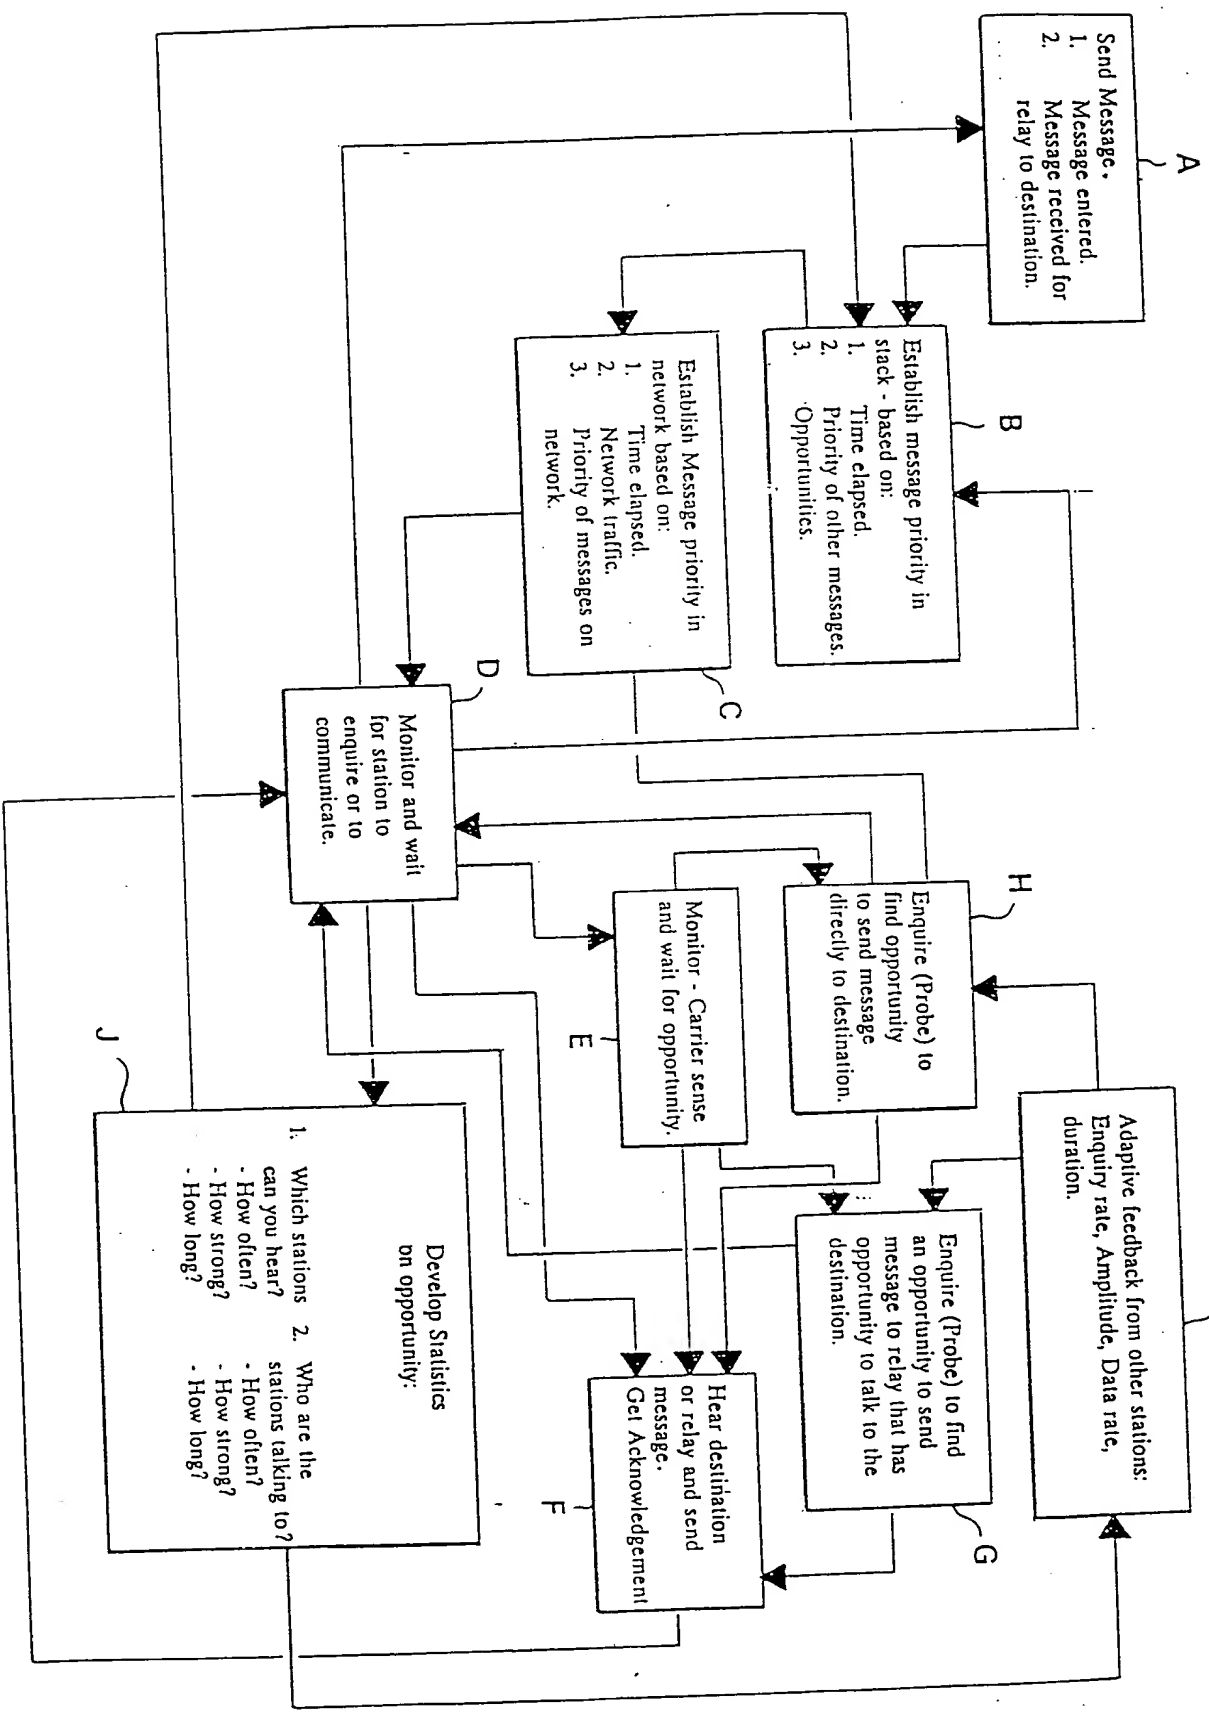 A
Send Message.
1. Message entered.
2. Message received for
relay to destination.
B
Establish message priority in
stack - based on:
1. Time elapsed.
2. Priority of other messages.
3. Opportunities.
C
Establish Message priority in
network based on:
1. Time elapsed.
2. Network traffic.
3. Priority of messages on
network.
D
Monitor and wait
for station to
enquire or to
communicate.
H
Enquire (Probe) to
find opportunity
to send message
directly to destination.
E
Monitor - Carrier sense
and wait for opportunity.
Adaptive feedback from other stations:
Enquiry rate, Amplitude, Data rate,
duration.
G
Enquire (Probe) to find
an opportunity to send
message to relay that has
opportunity to talk to the
destination.
F
Hear destination
or relay and send
message.
Get Acknowledgement
J
Develop Statistics
on opportunity:
1. Which stations
can you hear?
- How often?
- How strong?
- How long?
2. Who are the
stations talking to?
- How often?
- How strong?
- How long?